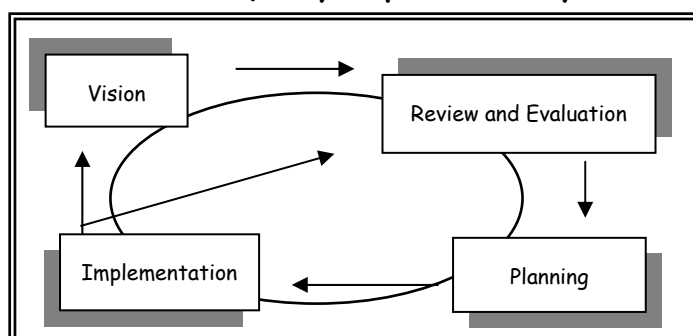 Vision
Review and Evaluation
Implementation
Planning